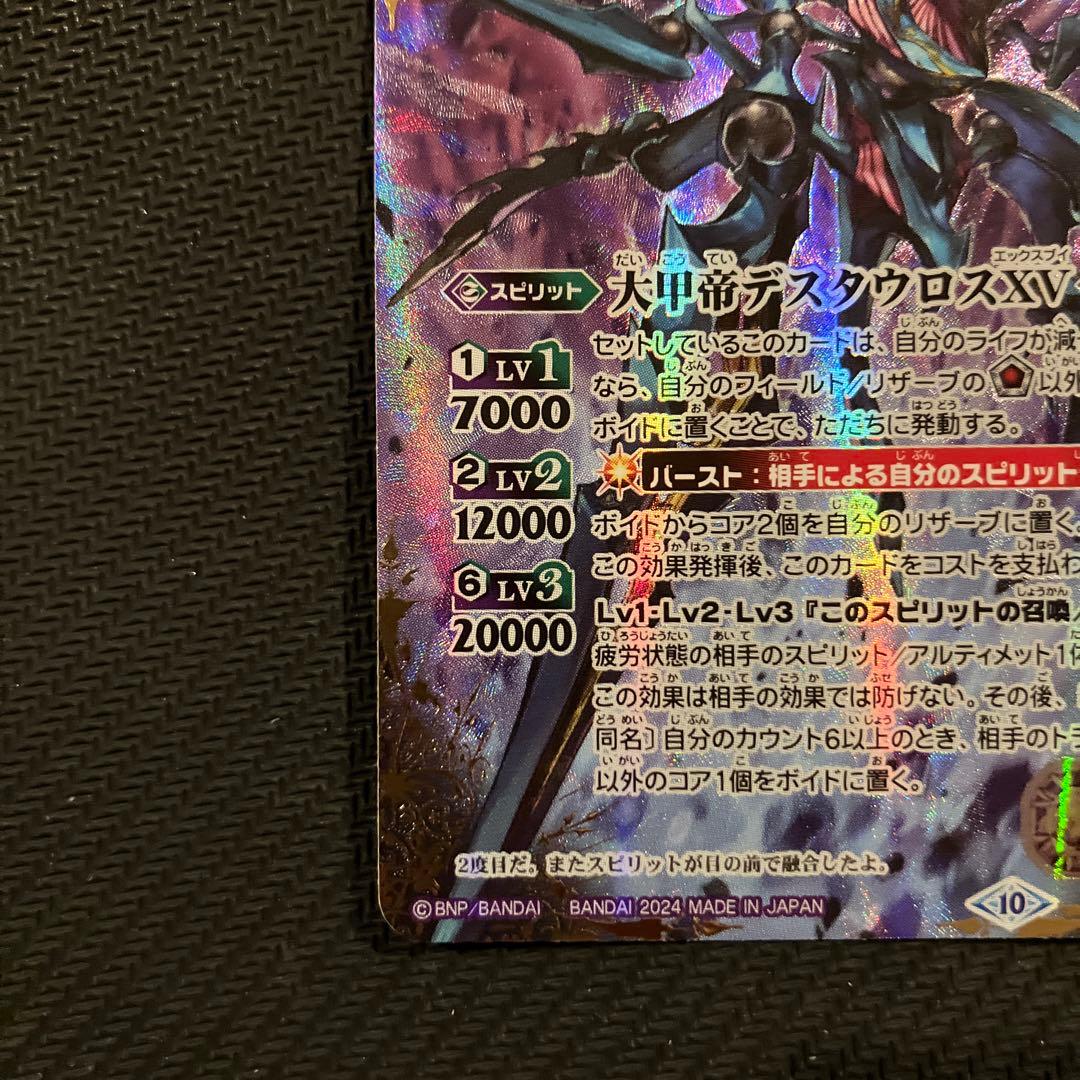 スピリット
大甲帝デスタウロスXV
だい こう てい エックスブイ
1 LV1
7000
2 LV2
12000
6 LV3
20000
セットしているこのカードは、自分のライフが減
なら、自分のフィールド/リザーブの 以外
ボイドに置くことで、ただちに発動する。
バースト:相手による自分のスピリット
ボイドからコア2個を自分のリザーブに置く。
この効果発揮後、このカードをコストを支払わ
Lv1・Lv2・Lv3『このスピリットの召喚
疲労状態の相手のスピリット/アルティメット1体
この効果は相手の効果では防げない。その後、
同名〕自分のカウント6以上のとき、相手のト
以外のコア1個をボイドに置く。
2度目だ。またスピリットが目の前で融合したよ。
©BNP/BANDAI BANDAI 2024 MADE IN JAPAN
10